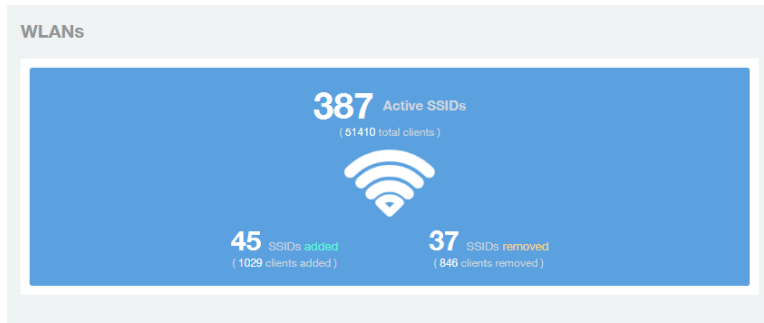 WLANs
387 Active SSIDs
( 51410 total clients )
45 SSIDs added
( 1029 clients added )
37 SSIDs removed
( 846 clients removed )